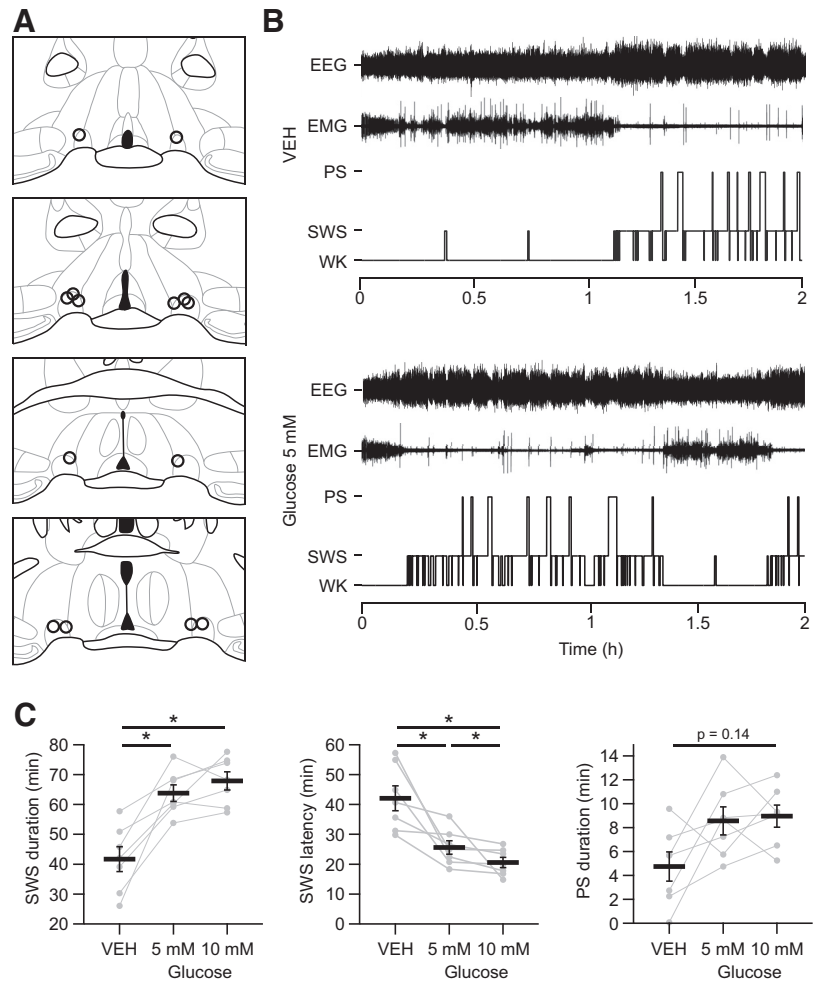 A
B
EEG
EMG
VEH
PS
SWS
WK
0 0.5 1 1.5 2
EEG
EMG
Glucose 5 mM
PS
SWS
WK
0 0.5 1 1.5 2
Time (h)
C
* *
80
70
60
50
40
30
20
SWS duration (min)
VEH 5 mM 10 mM
Glucose
* * *
60
50
40
30
20
10
0
SWS latency (min)
VEH 5 mM 10 mM
Glucose
p = 0.14
14
12
10
8
6
4
2
0
PS duration (min)
VEH 5 mM 10 mM
Glucose